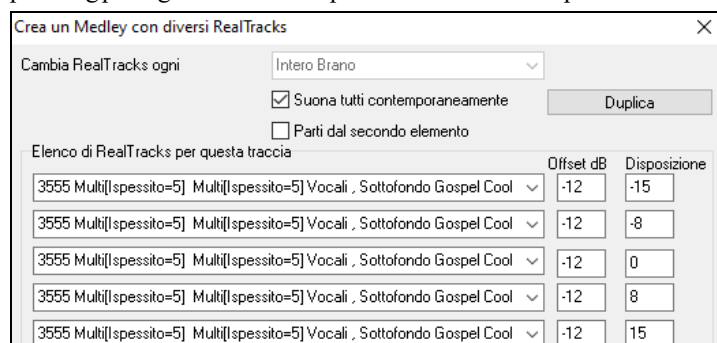 Crea un Medley con diversi RealTracks
Cambia RealTracks ogni Intero Brano
Suona tutti contemporaneamente Duplica
Parti dal secondo elemento
Elenco di RealTracks per questa traccia Offset dB Disposizione
3555 Multi[Ispessito=5] Multi[Ispessito=5] Vocali , Sottofondo Gospel Cool -12 -15
3555 Multi[Ispessito=5] Multi[Ispessito=5] Vocali , Sottofondo Gospel Cool -12 -8
3555 Multi[Ispessito=5] Multi[Ispessito=5] Vocali , Sottofondo Gospel Cool -12 0
3555 Multi[Ispessito=5] Multi[Ispessito=5] Vocali , Sottofondo Gospel Cool -12 8
3555 Multi[Ispessito=5] Multi[Ispessito=5] Vocali , Sottofondo Gospel Cool -12 15